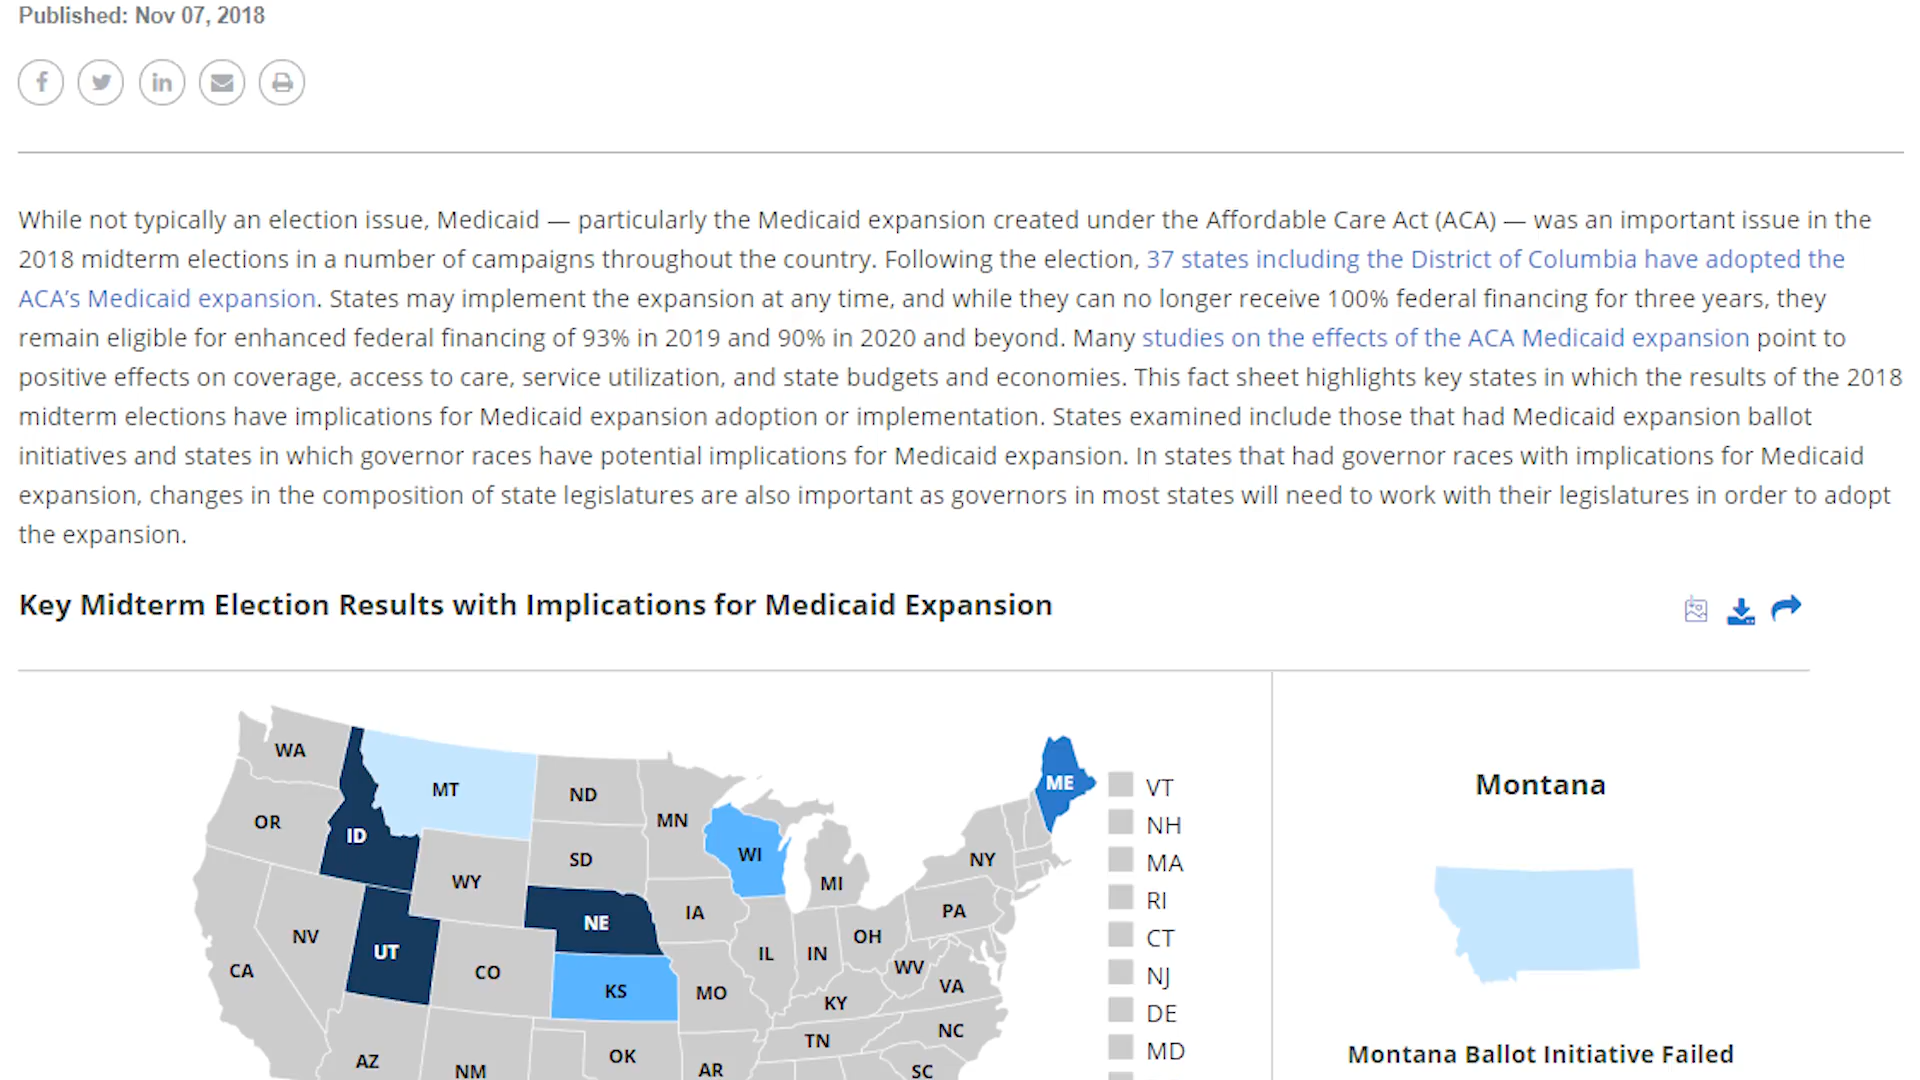 Published: Nov 07, 2018
While not typically an election issue, Medicaid — particularly the Medicaid expansion created under the Affordable Care Act (ACA) — was an important issue in the
2018 midterm elections in a number of campaigns throughout the country. Following the election, 37 states including the District of Columbia have adopted the
ACA's Medicaid expansion. States may implement the expansion at any time, and while they can no longer receive 100% federal financing for three years, they
remain eligible for enhanced federal financing of 93% in 2019 and 90% in 2020 and beyond. Many studies on the effects of the ACA Medicaid expansion point to
positive effects on coverage, access to care, service utilization, and state budgets and economies. This fact sheet highlights key states in which the results of the 2018
midterm elections have implications for Medicaid expansion adoption or implementation. States examined include those that had Medicaid expansion ballot
initiatives and states in which governor races have potential implications for Medicaid expansion. In states that had governor races with implications for Medicaid
expansion, changes in the composition of state legislatures are also important as governors in most states will need to work with their legislatures in order to adopt
the expansion.
Key Midterm Election Results with Implications for Medicaid Expansion
WA
MT
ND
MN
ME
OR
ID
SD
WI
WY
MI
NY
NE
IA
PA
NV
UT
CO
IL
IN
OH
WV
CA
KS
MO
KY
VA
NC
TN
AZ
NM
OK
AR
SC
VT
NH
MA
RI
CT
NJ
DE
MD
Montana
Montana Ballot Initiative Failed